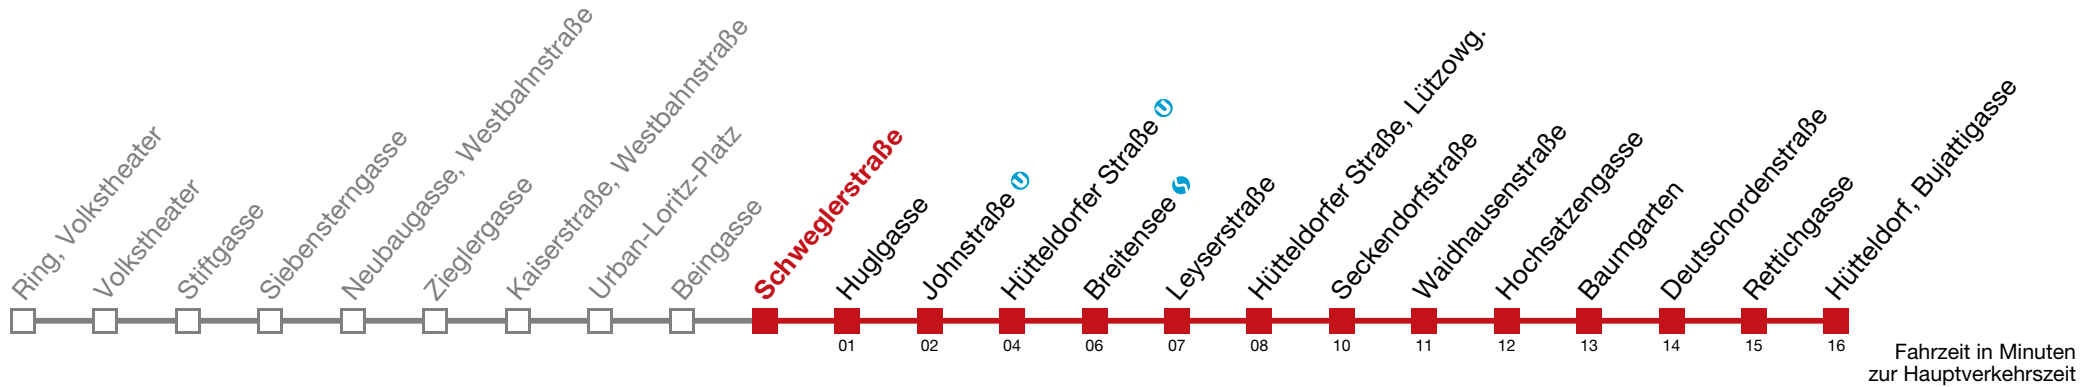 Ring, Volkstheater
Volkstheater
Stiftgasse
Siebensterngasse
Neubaugasse, Westbahnstraße
Zieglergasse
Kaiserstraße, Westbahnstraße
Urban-Loritz-Platz
Beingasse
Schweglerstraße
Huglgasse
Johnstraße U
Hütteldorfer Straße U
Breitensee S
Leyserstraße
Hütteldorfer Straße, Lützowg.
Seckendorfstraße
Waidhausenstraße
Hochsatzengasse
Baumgarten
Deutschordenstraße
Rettichgasse
Hütteldorf, Bujattigasse
01 02 04 06 07 08 10 11 12 13 14 15 16
Fahrzeit in Minuten
zur Hauptverkehrszeit